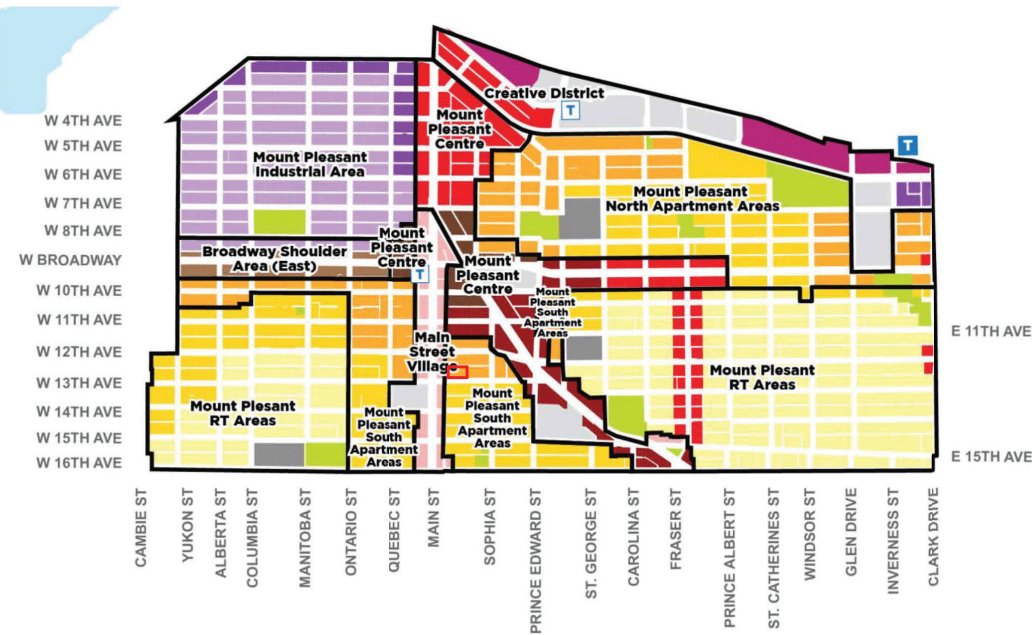 Creative District
T
W 4TH AVE
Mount
Pleasant
Centre
W 5TH AVE
T
Mount Pleasant
Industrial Area
W 6TH AVE
Mount Pleasant
North Apartment Areas
W 7TH AVE
W 8TH AVE
Mount
Pleasant
Centre
T
Broadway Shoulder
Area (East)
W BROADWAY
Mount
Pleasant
Centre
W 10TH AVE
Mount
Pleasant
South
Apartment
Areas
W 11TH AVE
E 11TH AVE
Main
Street
Village
W 12TH AVE
Mount Pleasant
RT Areas
W 13TH AVE
Mount Plesant
RT Areas
W 14TH AVE
Mount
Pleasant
South
Apartment
Areas
Mount
Pleasant
South
Apartment
Areas
W 15TH AVE
W 16TH AVE
E 15TH AVE
CAMBIE ST
YUKON ST
ALBERTA ST
COLUMBIA ST
MANITOBA ST
ONTARIO ST
QUEBEC ST
MAIN ST
SOPHIA ST
PRINCE EDWARD ST
ST. GEORGE ST
CAROLINA ST
FRASER ST
PRINCE ALBERT ST
ST. CATHERINES ST
WINDSOR ST
GLEN DRIVE
INVERNESS ST
CLARK DRIVE